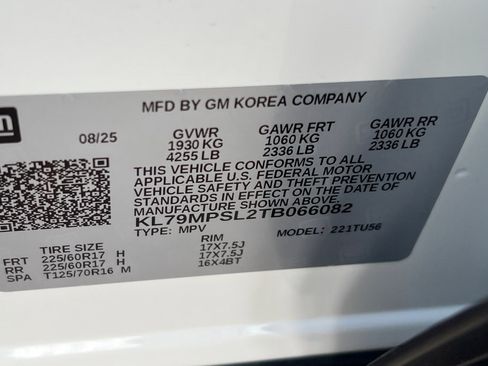 gm
MFD BY GM KOREA COMPANY
08/25 GVWR GAWR FRT GAWR RR
1930 KG 1060 KG 1060 KG
4255 LB 2336 LB 2336 LB
THIS VEHICLE CONFORMS TO ALL
APPLICABLE U.S. FEDERAL MOTOR
VEHICLE SAFETY AND THEFT PREVENTION
STANDARDS IN EFFECT ON THE DATE OF
MANUFACTURE SHOWN ABOVE.
KL79MPSL2TB066082
TYPE: MPV MODEL: 221TU56
TIRE SIZE RIM
FRT 225/60R17 H 17X7.5J
RR 225/60R17 H 17X7.5J
SPA T125/70R16 M 16X4BT